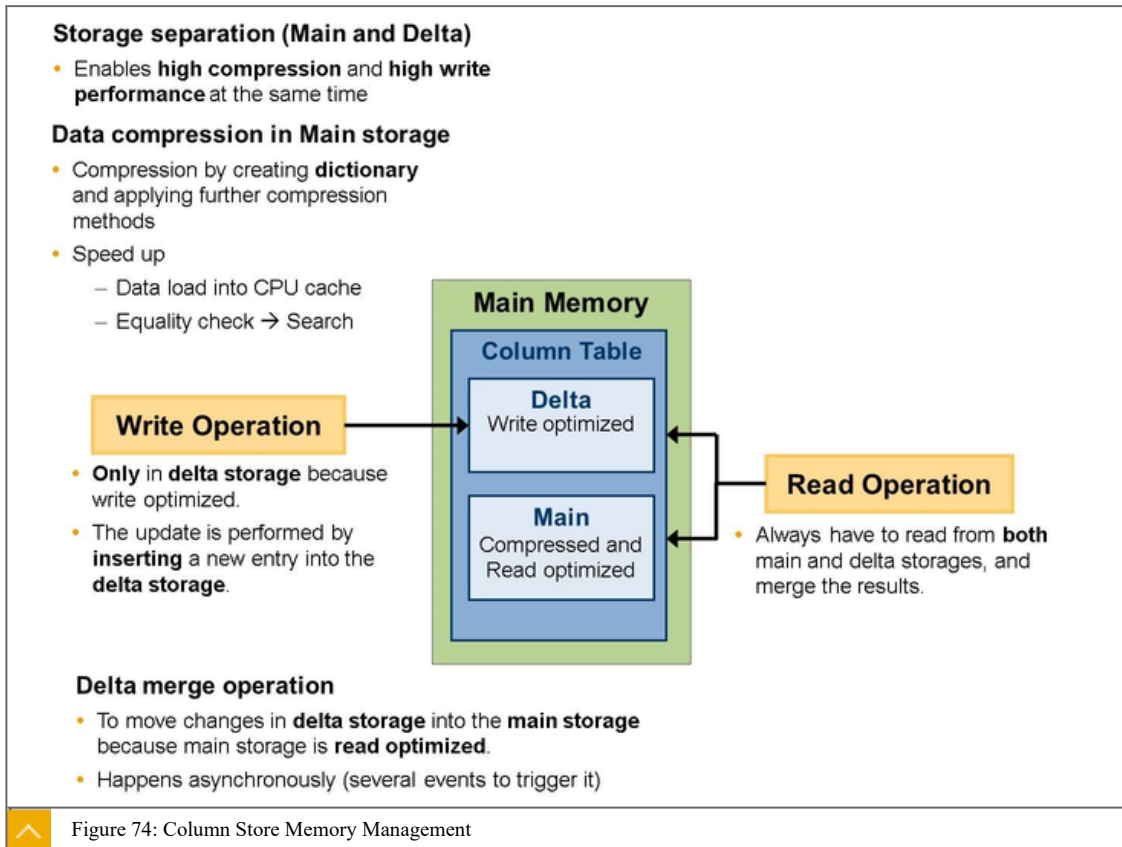 Storage separation (Main and Delta)
• Enables high compression and high write
performance at the same time
Data compression in Main storage
• Compression by creating dictionary
and applying further compression
methods
• Speed up
– Data load into CPU cache
– Equality check → Search
Main Memory
Column Table
Delta
Write optimized
Main
Compressed and
Read optimized
Write Operation
• Only in delta storage because
write optimized.
• The update is performed by
inserting a new entry into the
delta storage.
Read Operation
• Always have to read from both
main and delta storages, and
merge the results.
Delta merge operation
• To move changes in delta storage into the main storage
because main storage is read optimized.
• Happens asynchronously (several events to trigger it)
Figure 74: Column Store Memory Management